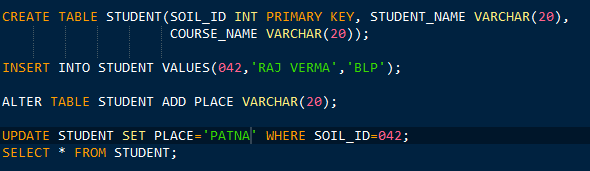 CREATE TABLE STUDENT(SOIL_ID INT PRIMARY KEY, STUDENT_NAME VARCHAR(20),
COURSE_NAME VARCHAR(20));
INSERT INTO STUDENT VALUES(042,'RAJ VERMA','BLP');
ALTER TABLE STUDENT ADD PLACE VARCHAR(20);
UPDATE STUDENT SET PLACE='PATNA' WHERE SOIL_ID=042;
SELECT * FROM STUDENT;